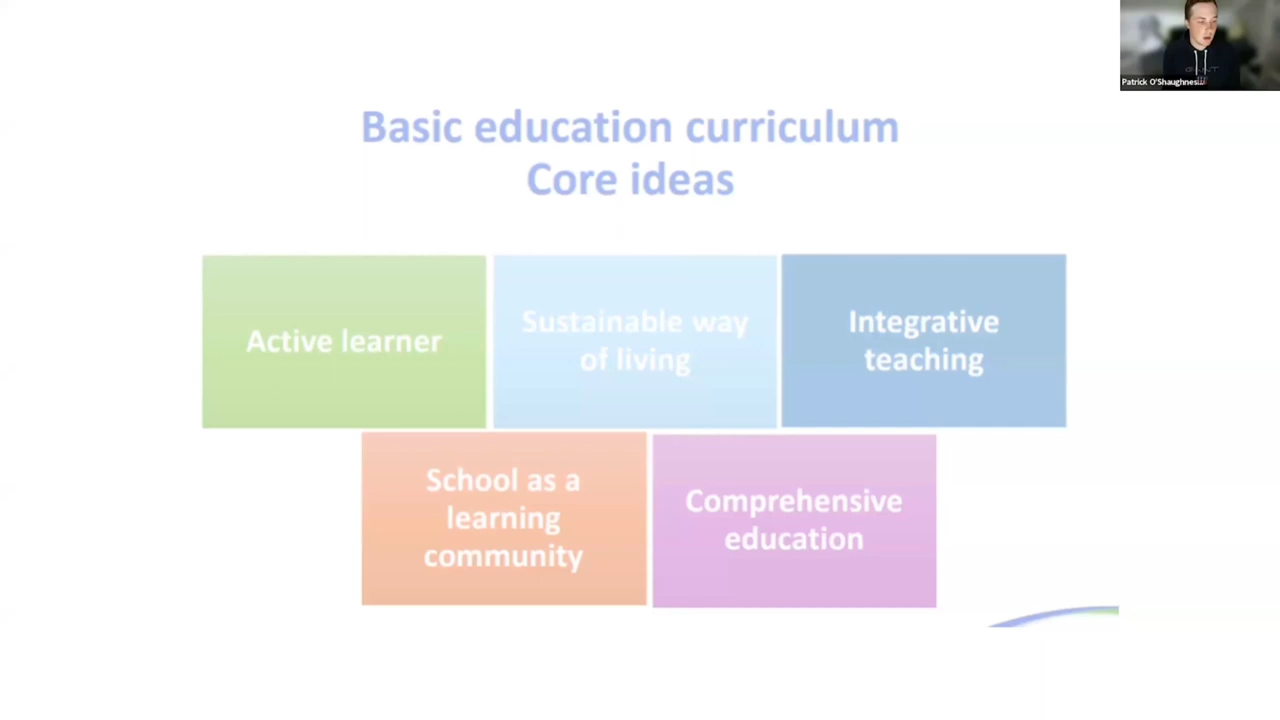 Patrick O'Shaughnes...
Basic education curriculum
Core ideas
Active learner
Sustainable way
of living
Integrative
teaching
School as a
learning
community
Comprehensive
education